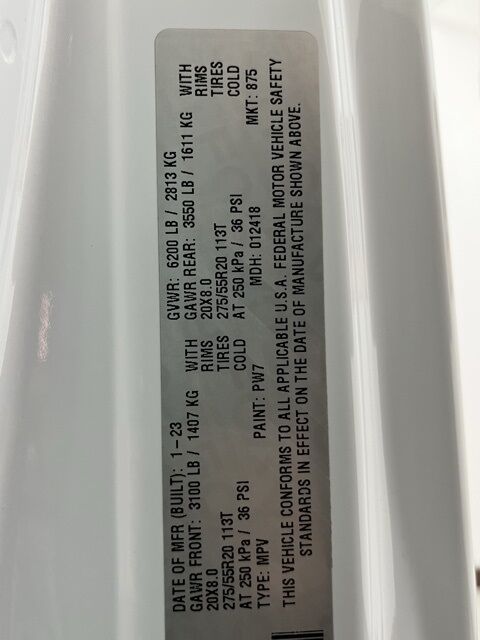 DATE OF MFR (BUILT): 1-23 GVWR: 6200 LB / 2813 KG
GAWR FRONT: 3100 LB / 1407 KG WITH GAWR REAR: 3550 LB / 1611 KG WITH
20X8.0 RIMS 20X8.0 RIMS
275/55R20 113T TIRES 275/55R20 113T TIRES
AT 250 kPa / 36 PSI COLD AT 250 kPa / 36 PSI COLD
TYPE: MPV PAINT: PW7 MDH: 012418 MKT: 875
THIS VEHICLE CONFORMS TO ALL APPLICABLE U.S.A. FEDERAL MOTOR VEHICLE SAFETY
STANDARDS IN EFFECT ON THE DATE OF MANUFACTURE SHOWN ABOVE.